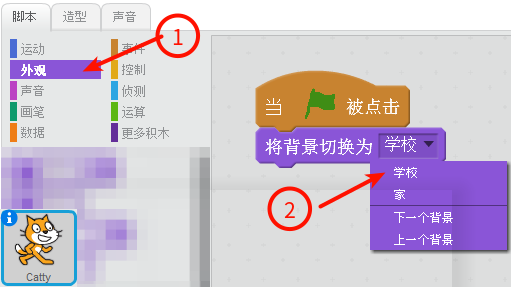 脚本 造型 声音
运动 事件
外观 控制
声音 侦测
画笔 运算
数据 更多积木
1
当 被点击
将背景切换为 学校
学校
家
下一个背景
上一个背景
2
i
Catty